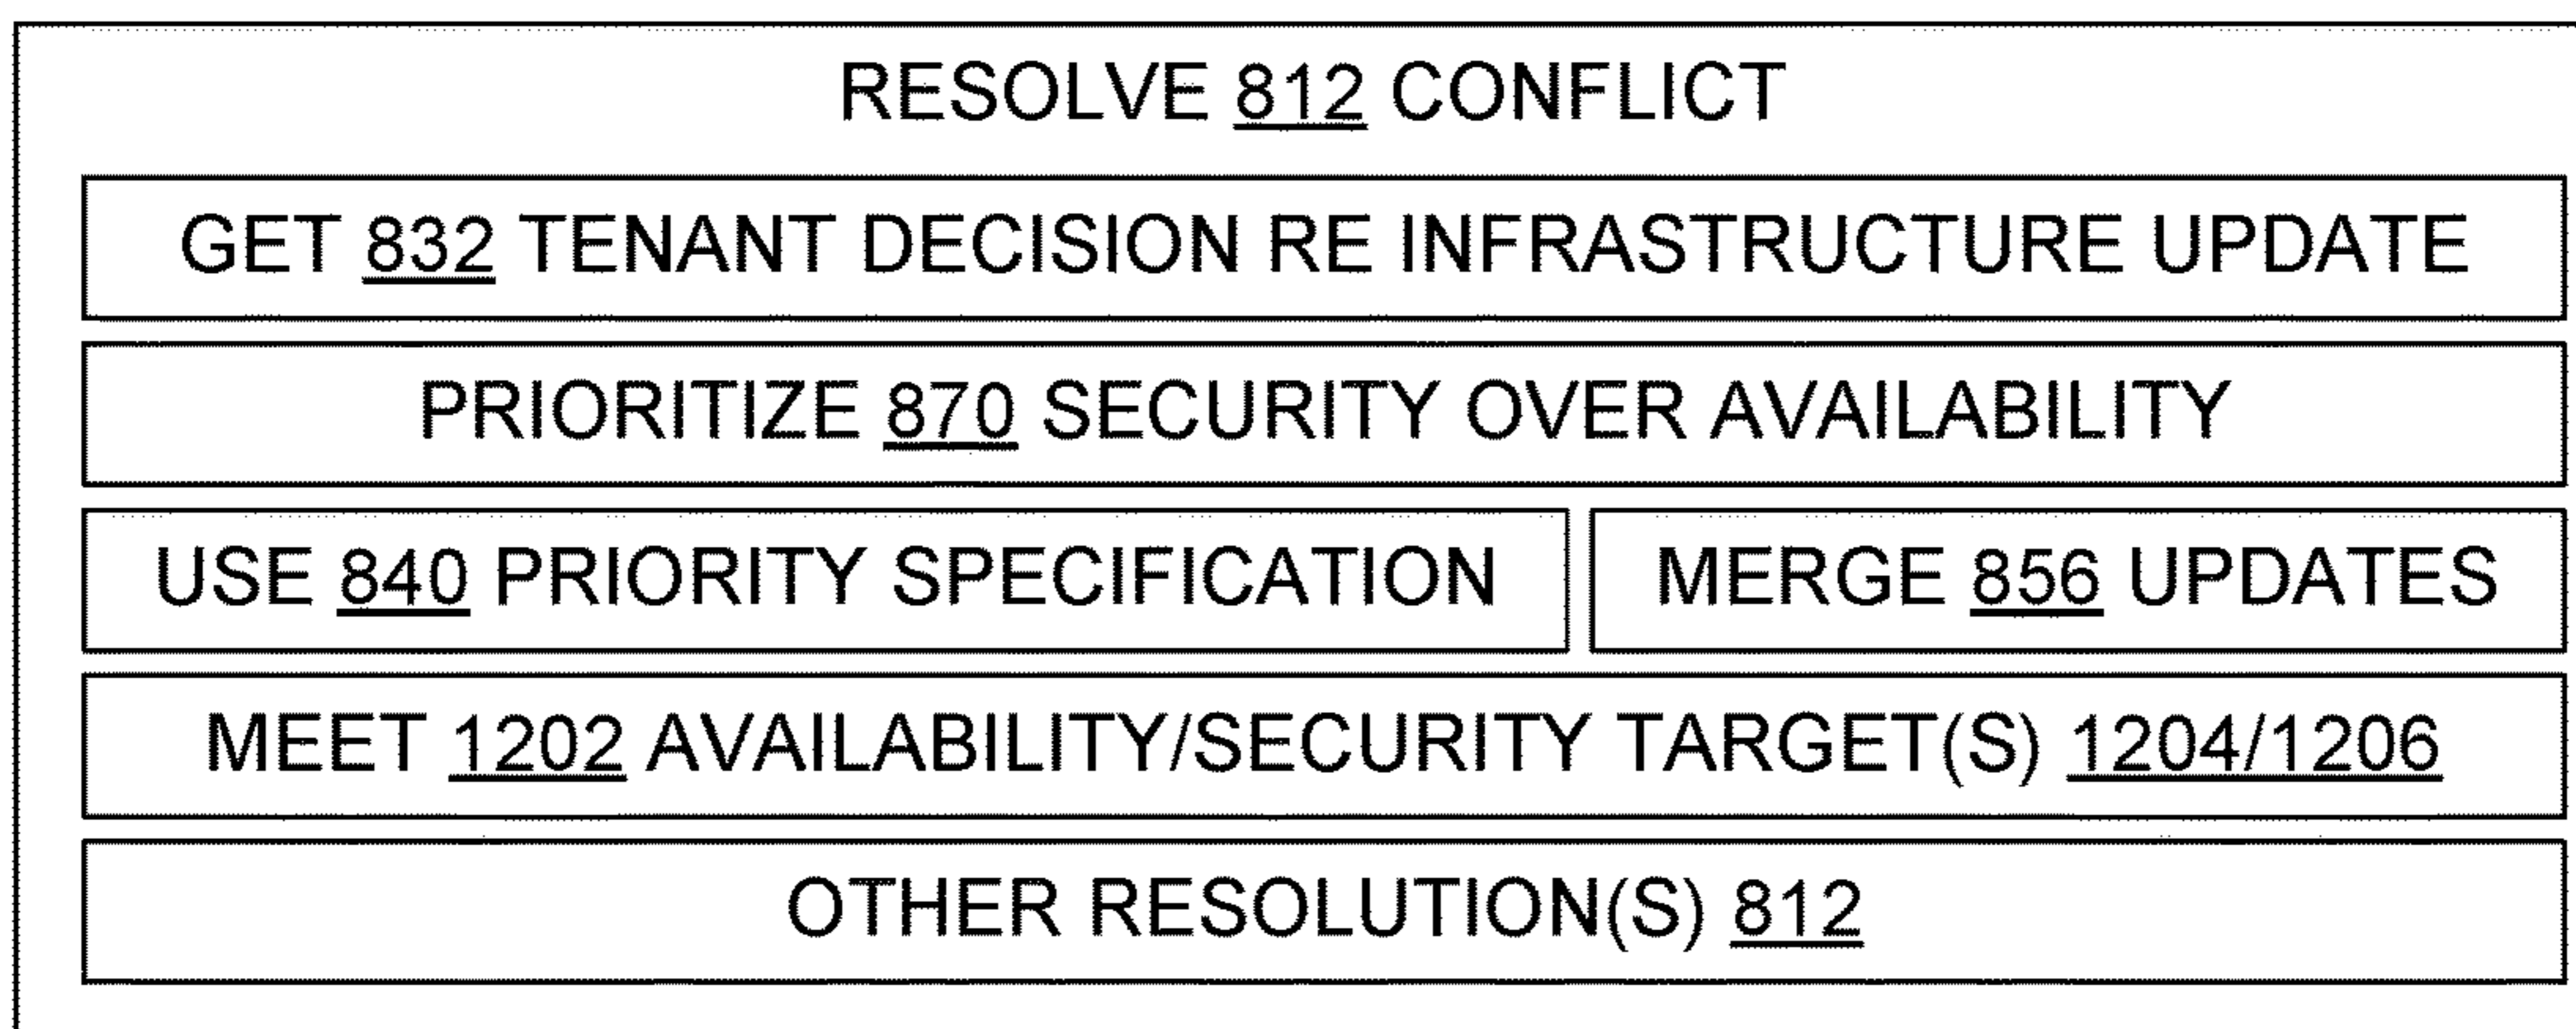 RESOLVE 812 CONFLICT
GET 832 TENANT DECISION RE INFRASTRUCTURE UPDATE
PRIORITIZE 870 SECURITY OVER AVAILABILITY
USE 840 PRIORITY SPECIFICATION
MERGE 856 UPDATES
MEET 1202 AVAILABILITY/SECURITY TARGET(S) 1204/1206
OTHER RESOLUTION(S) 812